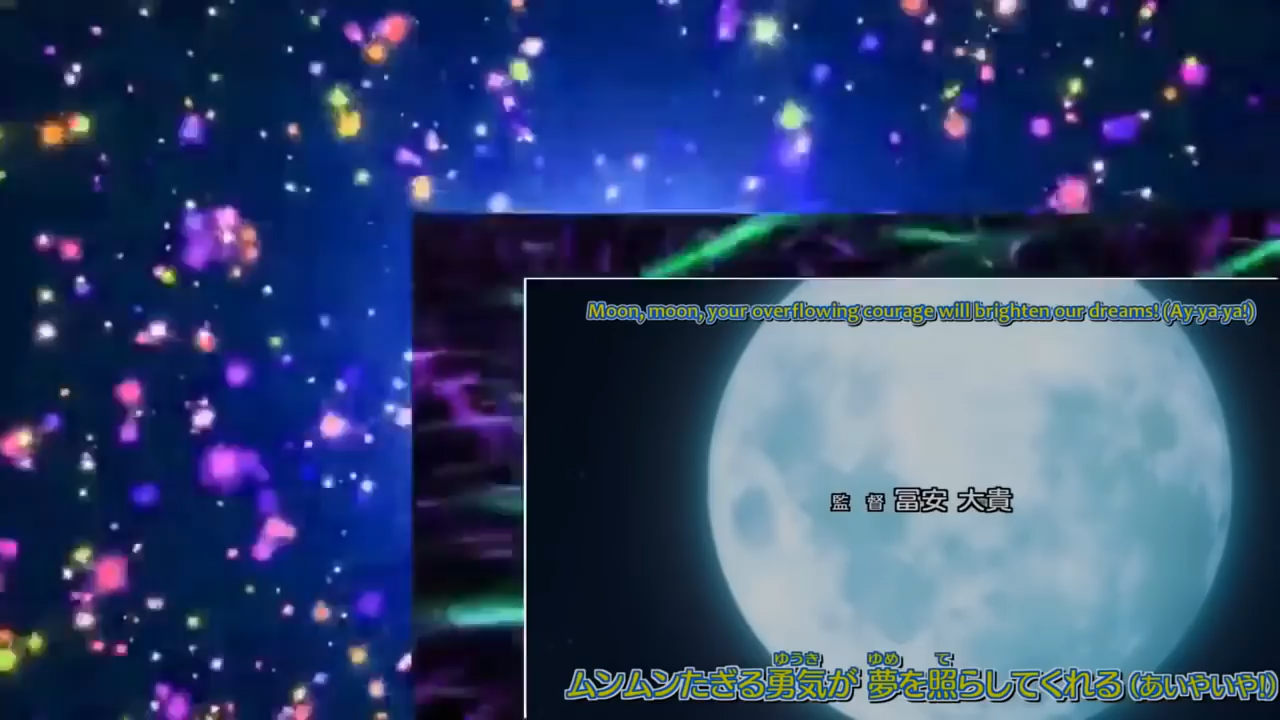 Moon, moon, your overflowing courage will brighten our dreams! (Ay-ya-ya!)
監 督 冨安 大貴
ゆうき ゆめ て
ムンムンたぎる勇気が 夢を照らしてくれる (あいやいや!)